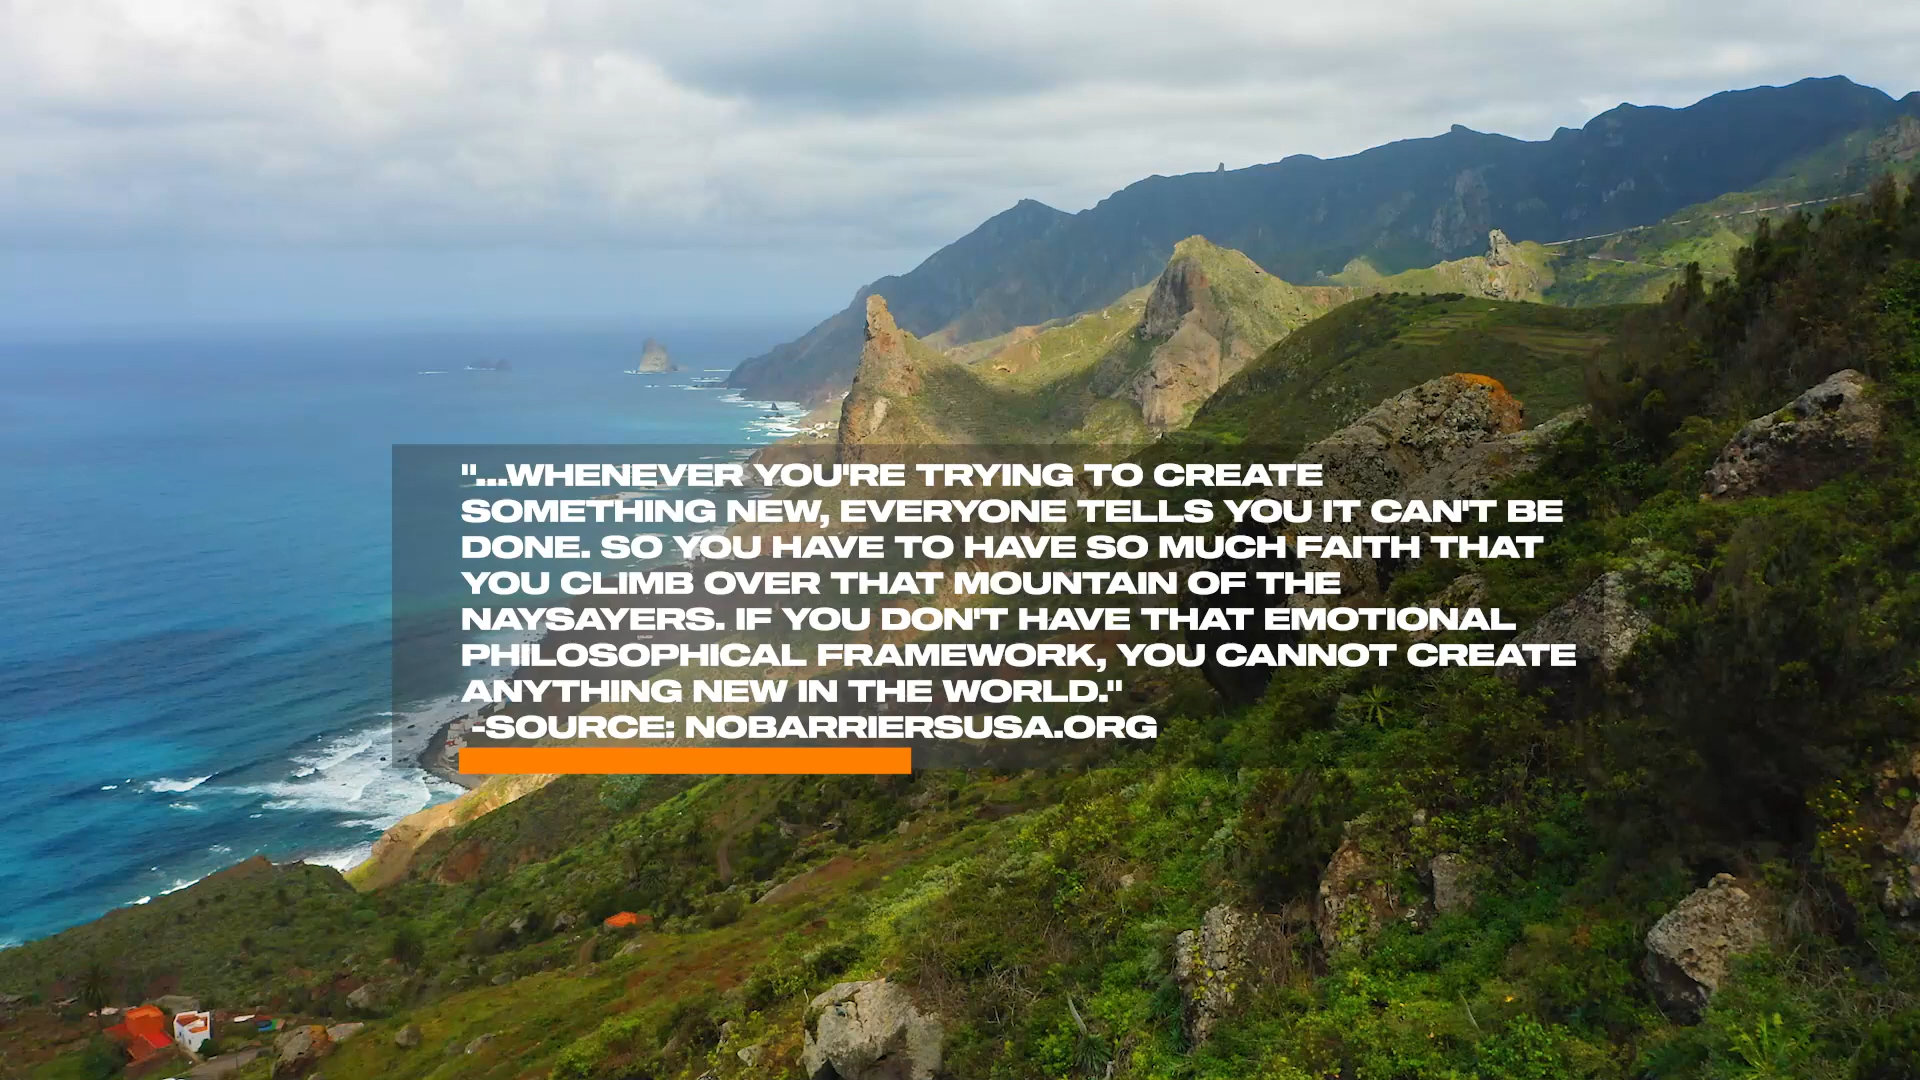 "...WHENEVER YOU'RE TRYING TO CREATE
SOMETHING NEW, EVERYONE TELLS YOU IT CAN'T BE
DONE. SO YOU HAVE TO HAVE SO MUCH FAITH THAT
YOU CLIMB OVER THAT MOUNTAIN OF THE
NAYSAYERS. IF YOU DON'T HAVE THAT EMOTIONAL
PHILOSOPHICAL FRAMEWORK, YOU CANNOT CREATE
ANYTHING NEW IN THE WORLD."
-SOURCE: NOBARRIERSUSA.ORG